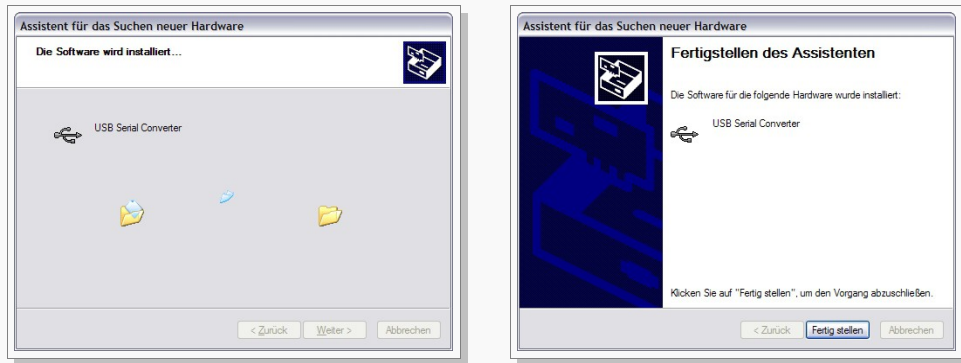 Assistent für das Suchen neuer Hardware
Die Software wird installiert...
USB Serial Converter
< Zurück
Weiter >
Abbrechen
Assistent für das Suchen neuer Hardware
Fertigstellen des Assistenten
Die Software für die folgende Hardware wurde installiert:
USB Serial Converter
Klicken Sie auf "Fertig stellen", um den Vorgang abzuschließen.
< Zurück
Fertig stellen
Abbrechen